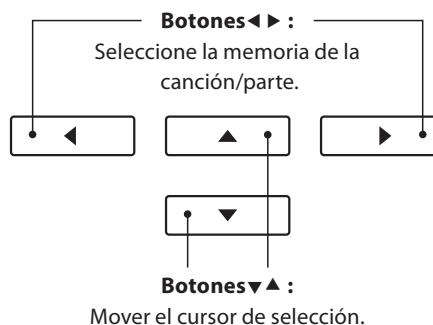 Botones◀ ▶ :
Seleccione la memoria de la
canción/parte.
Botones▼▲ :
Mover el cursor de selección.